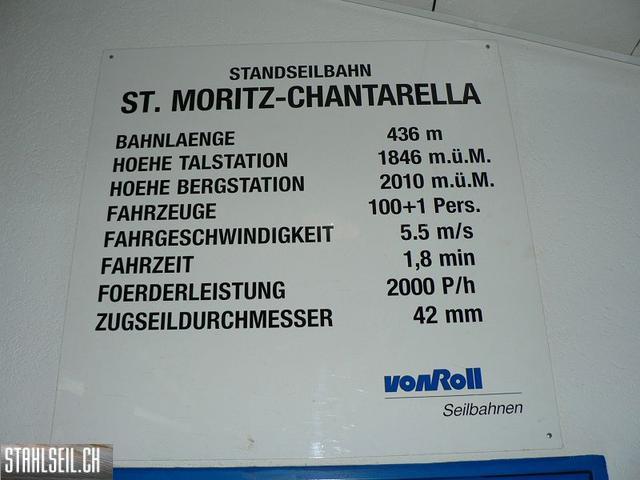 STANDSEILBAHN
ST. MORITZ-CHANTARELLA
BAHNLAENGE 436 m
HOEHE TALSTATION 1846 m.ü.M.
HOEHE BERGSTATION 2010 m.ü.M.
FAHRZEUGE 100+1 Pers.
FAHRGESCHWINDIGKEIT 5.5 m/s
FAHRZEIT 1,8 min
FOERDERLEISTUNG 2000 P/h
ZUGSEILDURCHMESSER 42 mm
vonRoll
Seilbahnen
STAHLSEIL.CH